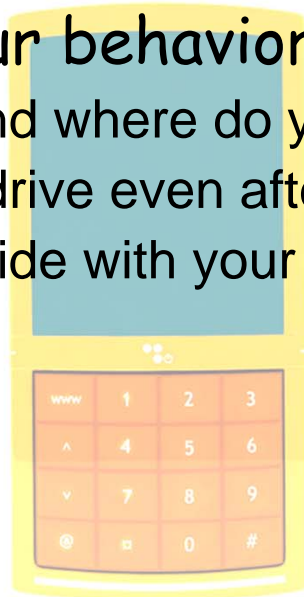 ur behavior
nd where do y
drive even afte
ide with your
www 1 2 3
^ 4 5 6
v 7 8 9
@ ¤ 0 #